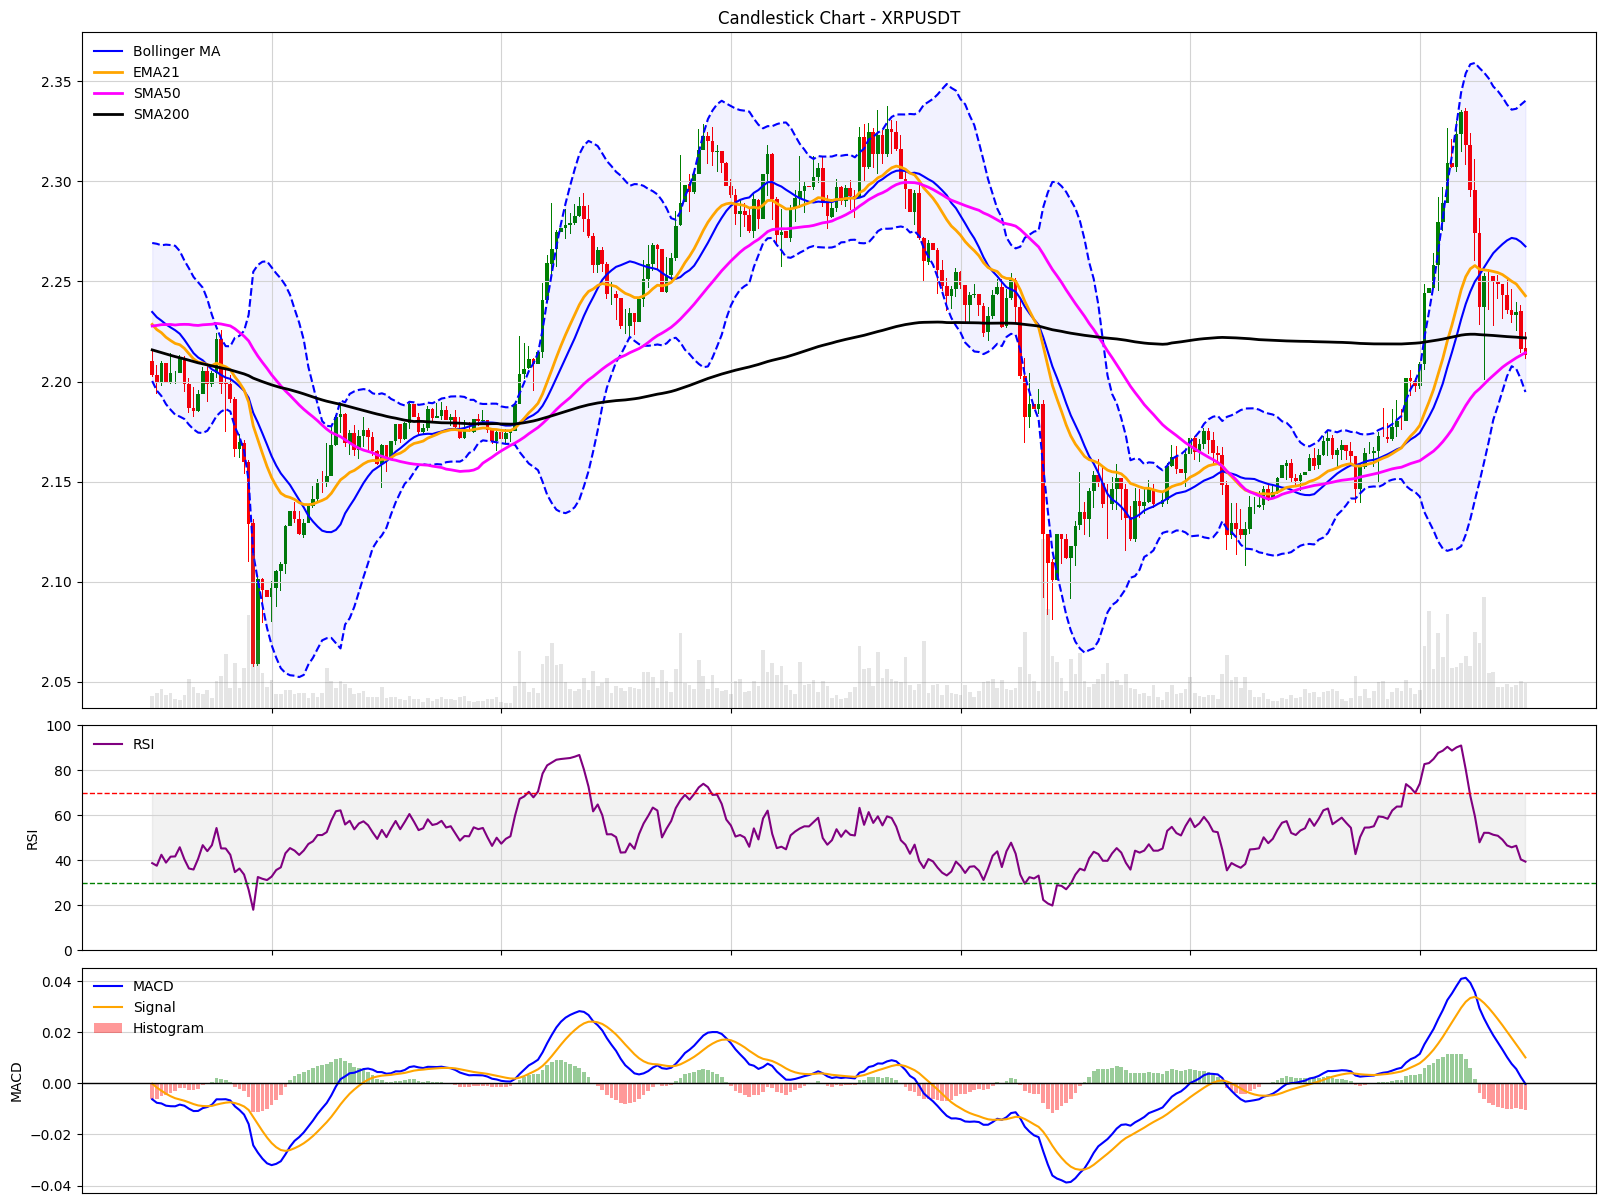 Candlestick Chart - XRPUSDT
Bollinger MA
EMA21
SMA50
SMA200
2.35
2.30
2.25
2.20
2.15
2.10
2.05
RSI
RSI
100
80
60
40
20
0
MACD
MACD
Signal
Histogram
0.04
0.02
0.00
−0.02
−0.04